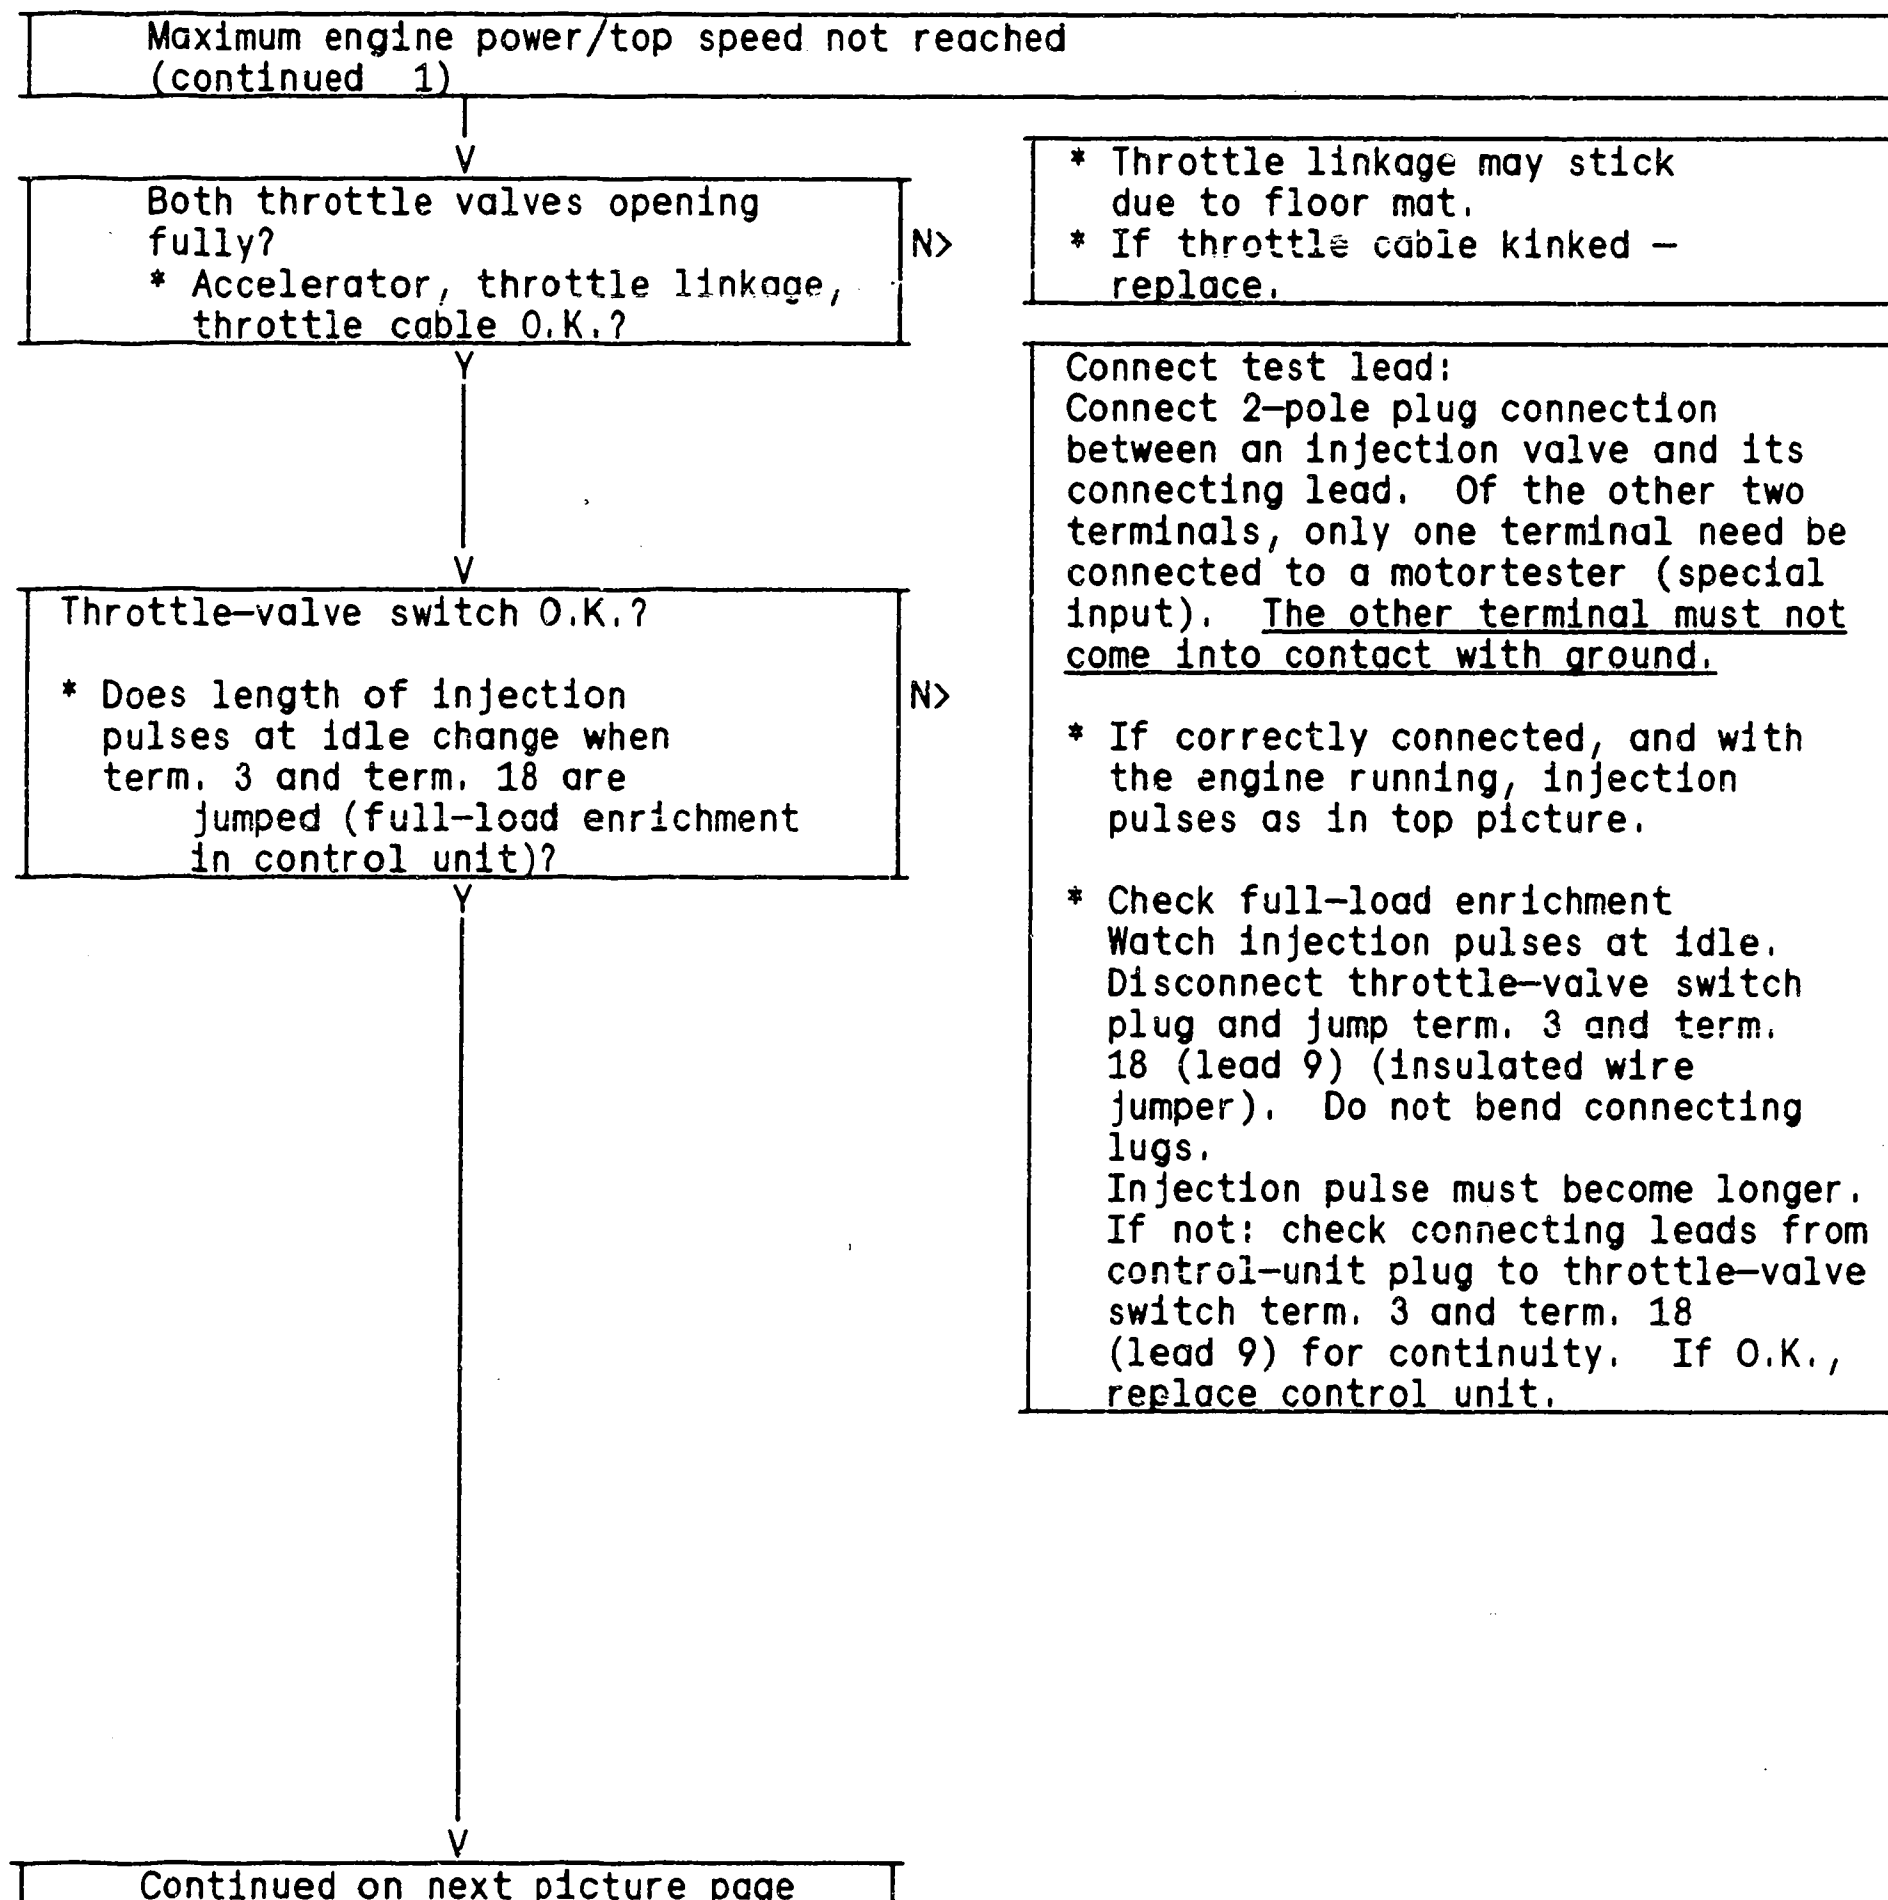 Maximum engine power/top speed not reached
(continued 1)
V
Both throttle valves opening
fully?
* Accelerator, throttle linkage,
throttle cable O.K.?
N>
* Throttle linkage may stick
due to floor mat.
* If throttle cable kinked –
replace.
Y
V
Throttle–valve switch O.K.?
* Does length of injection
pulses at idle change when
term. 3 and term. 18 are
jumped (full–load enrichment
in control unit)?
N>
Connect test lead:
Connect 2–pole plug connection
between an injection valve and its
connecting lead. Of the other two
terminals, only one terminal need be
connected to a motortester (special
input). The other terminal must not
come into contact with ground.
* If correctly connected, and with
the engine running, injection
pulses as in top picture.
* Check full–load enrichment
Watch injection pulses at idle.
Disconnect throttle–valve switch
plug and jump term. 3 and term.
18 (lead 9) (insulated wire
jumper). Do not bend connecting
lugs.
Injection pulse must become longer.
If not: check connecting leads from
control–unit plug to throttle–valve
switch term. 3 and term. 18
(lead 9) for continuity. If O.K.,
replace control unit.
Y
V
Continued on next picture page